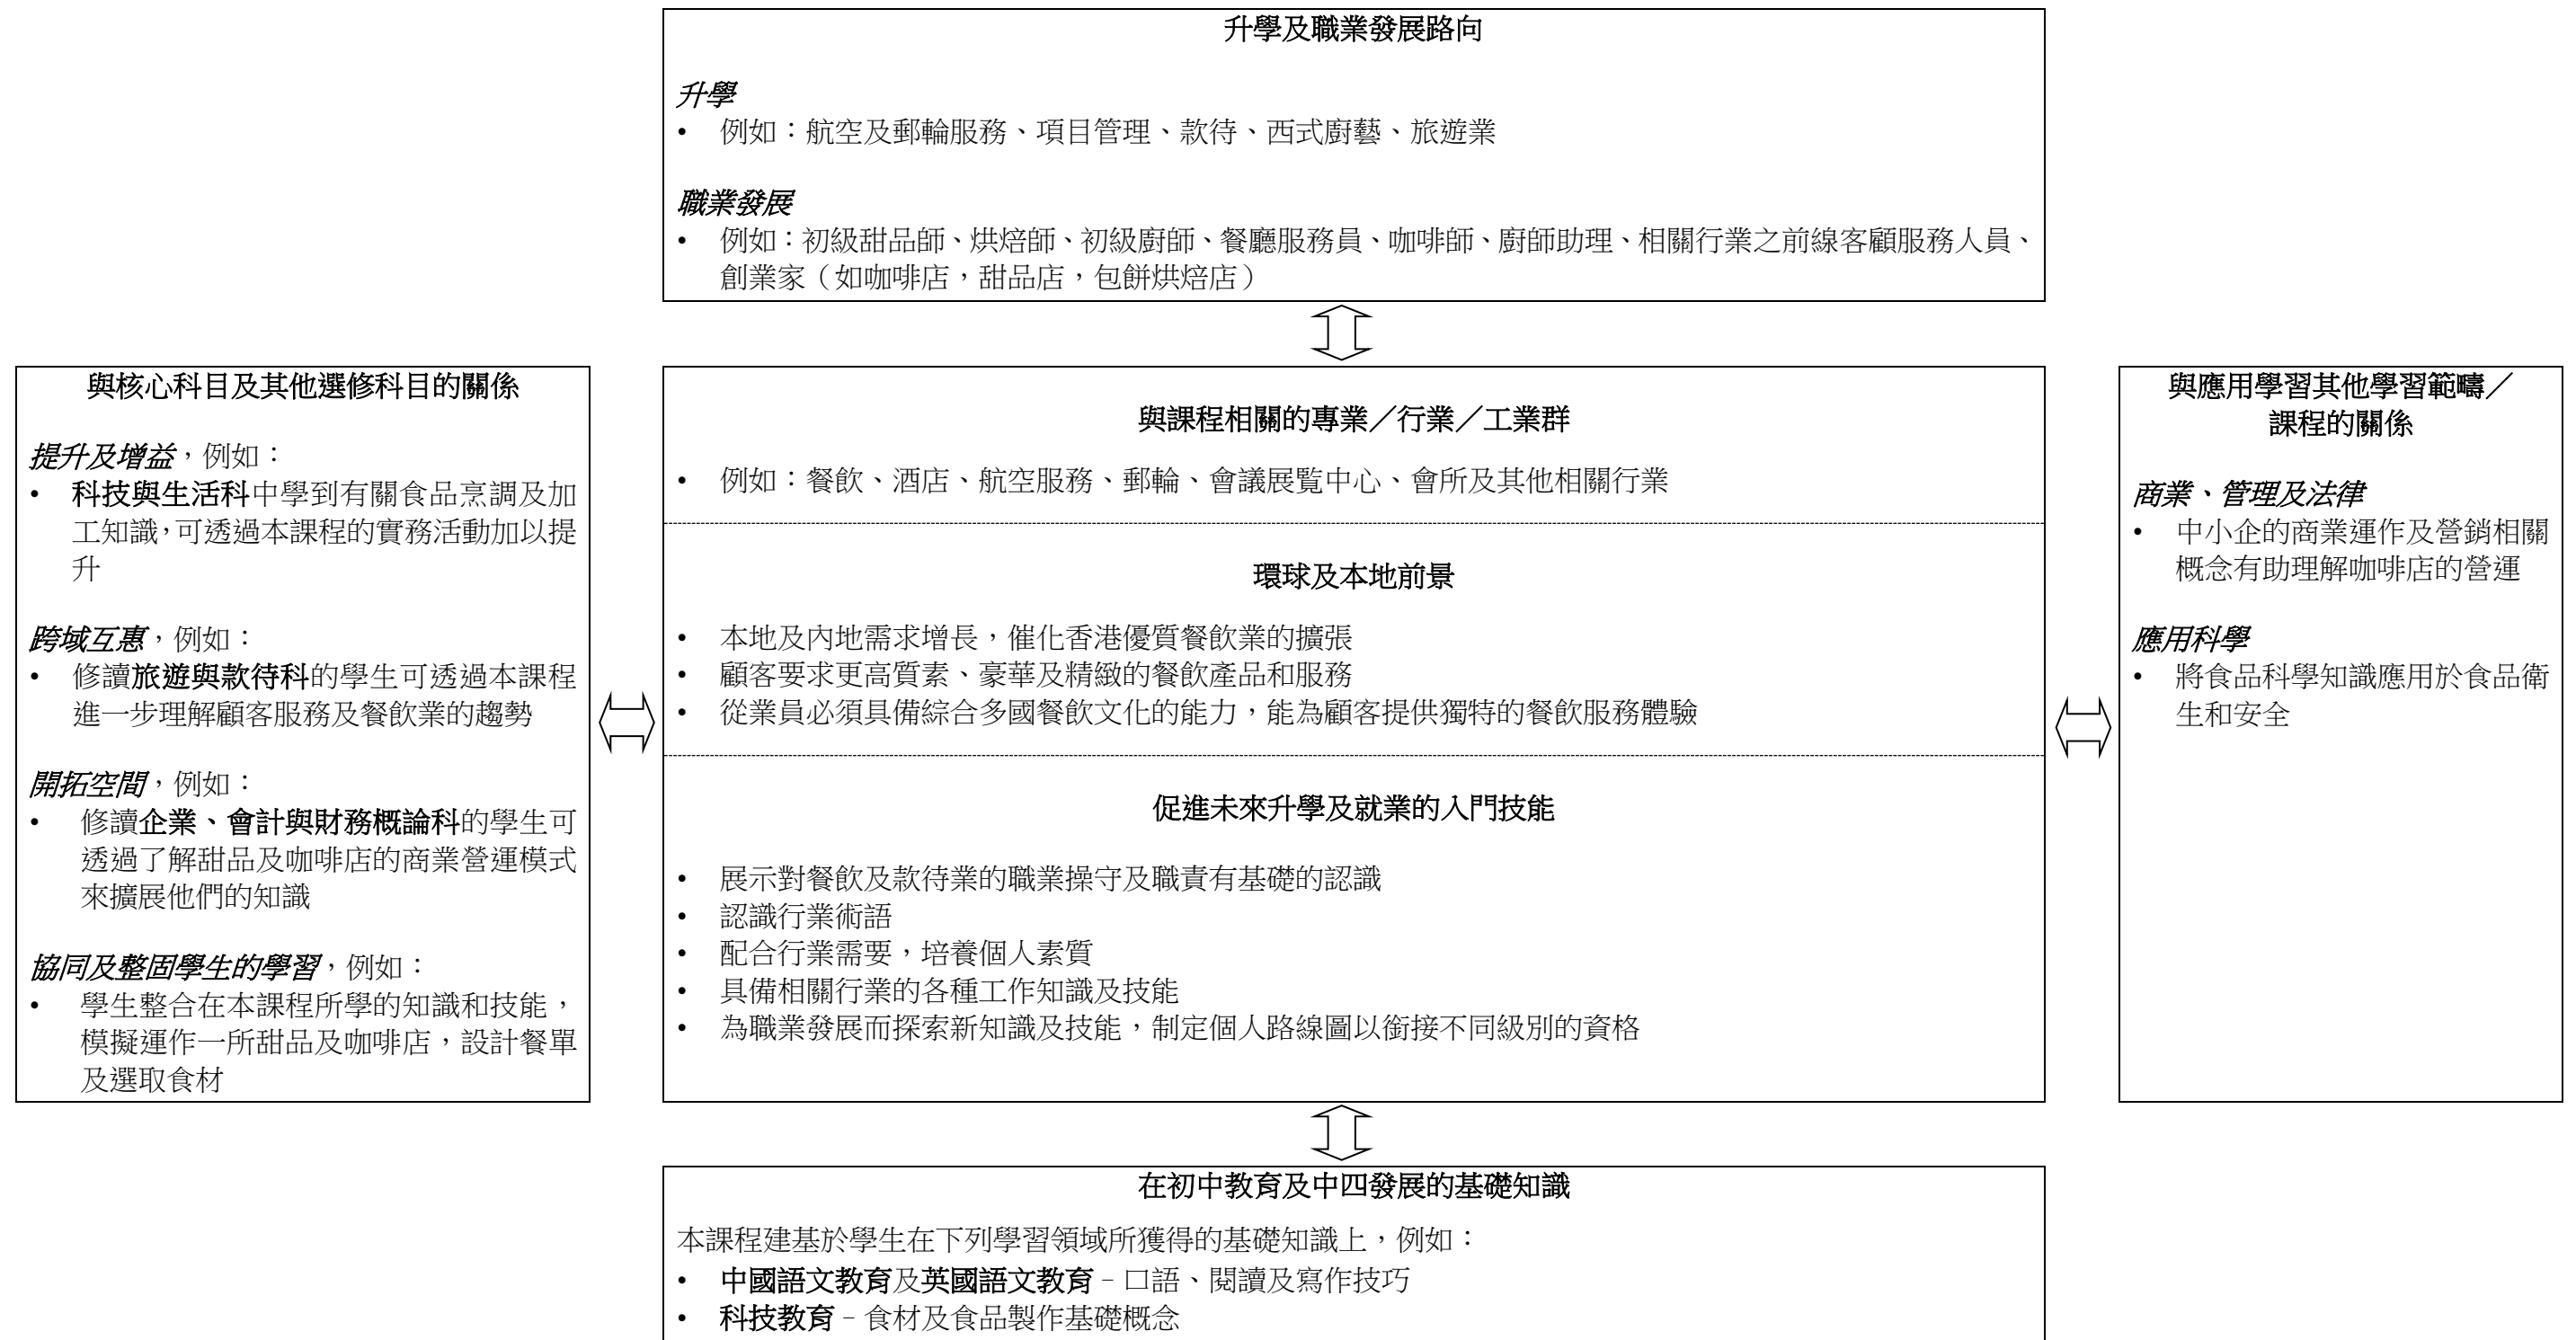 升學及職業發展路向
升學
• 例如：航空及郵輪服務、項目管理、款待、西式廚藝、旅遊業
職業發展
• 例如：初級甜品師、烘焙師、初級廚師、餐廳服務員、咖啡師、廚師助理、相關行業之前線客顧服務人員、
創業家（如咖啡店，甜品店，包餅烘焙店）
與核心科目及其他選修科目的關係
提升及增益，例如：
• 科技與生活科中學到有關食品烹調及加
工知識，可透過本課程的實務活動加以提
升
跨域互惠，例如：
• 修讀旅遊與款待科的學生可透過本課程
進一步理解顧客服務及餐飲業的趨勢
開拓空間，例如：
• 修讀企業、會計與財務概論科的學生可
透過了解甜品及咖啡店的商業營運模式
來擴展他們的知識
協同及整固學生的學習，例如：
• 學生整合在本課程所學的知識和技能，
模擬運作一所甜品及咖啡店，設計餐單
及選取食材
與課程相關的專業／行業／工業群
• 例如：餐飲、酒店、航空服務、郵輪、會議展覧中心、會所及其他相關行業
環球及本地前景
• 本地及內地需求增長，催化香港優質餐飲業的擴張
• 顧客要求更高質素、豪華及精緻的餐飲產品和服務
• 從業員必須具備綜合多國餐飲文化的能力，能為顧客提供獨特的餐飲服務體驗
促進未來升學及就業的入門技能
• 展示對餐飲及款待業的職業操守及職責有基礎的認識
• 認識行業術語
• 配合行業需要，培養個人素質
• 具備相關行業的各種工作知識及技能
• 為職業發展而探索新知識及技能，制定個人路線圖以銜接不同級別的資格
與應用學習其他學習範疇／
課程的關係
商業、管理及法律
• 中小企的商業運作及營銷相關
概念有助理解咖啡店的營運
應用科學
• 將食品科學知識應用於食品衛
生和安全
在初中教育及中四發展的基礎知識
本課程建基於學生在下列學習領域所獲得的基礎知識上，例如：
• 中國語文教育及英國語文教育 – 口語、閱讀及寫作技巧
• 科技教育 – 食材及食品製作基礎概念